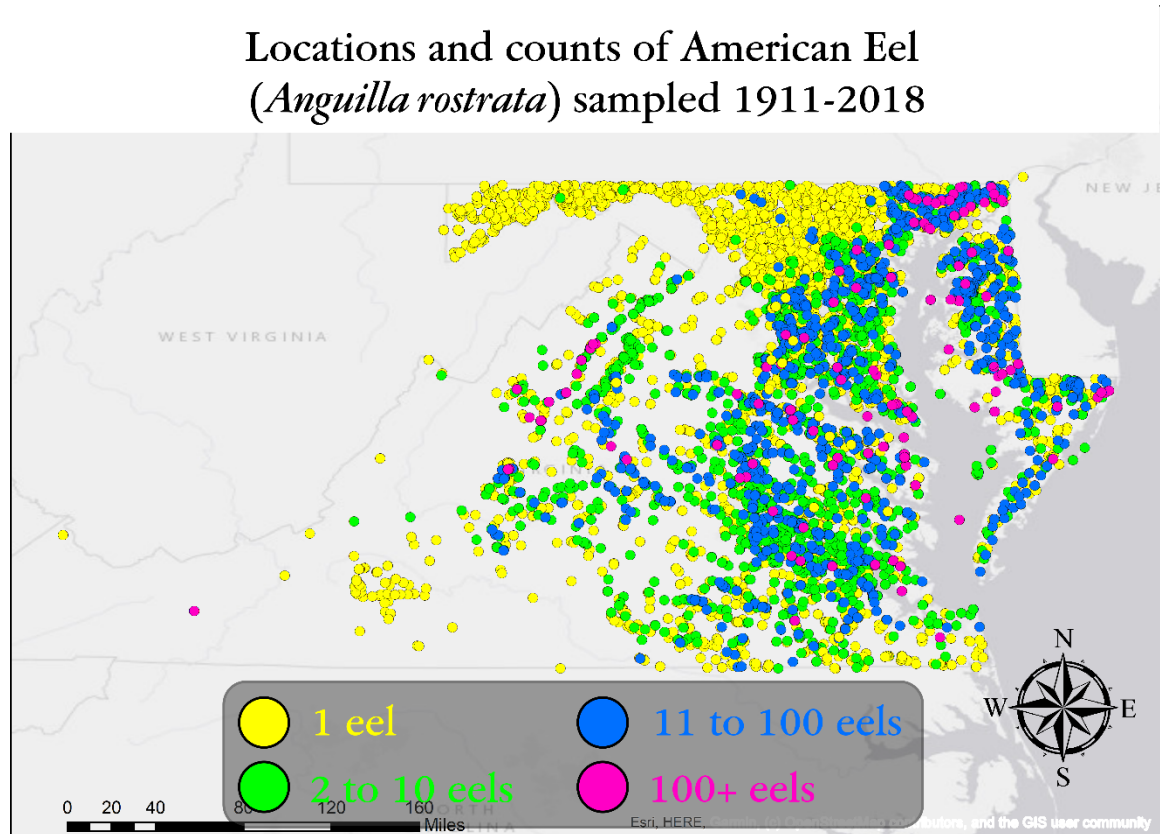 Locations and counts of American Eel
(Anguilla rostrata) sampled 1911-2018
NEW JE
WEST VIRGINIA
N
W E
S
1 eel
11 to 100 eels
2 to 10 eels
100+ eels
0 20 40 80 120 160
Miles
Esri, HERE, Garmin, (c) OpenStreetMap contributors, and the GIS user community